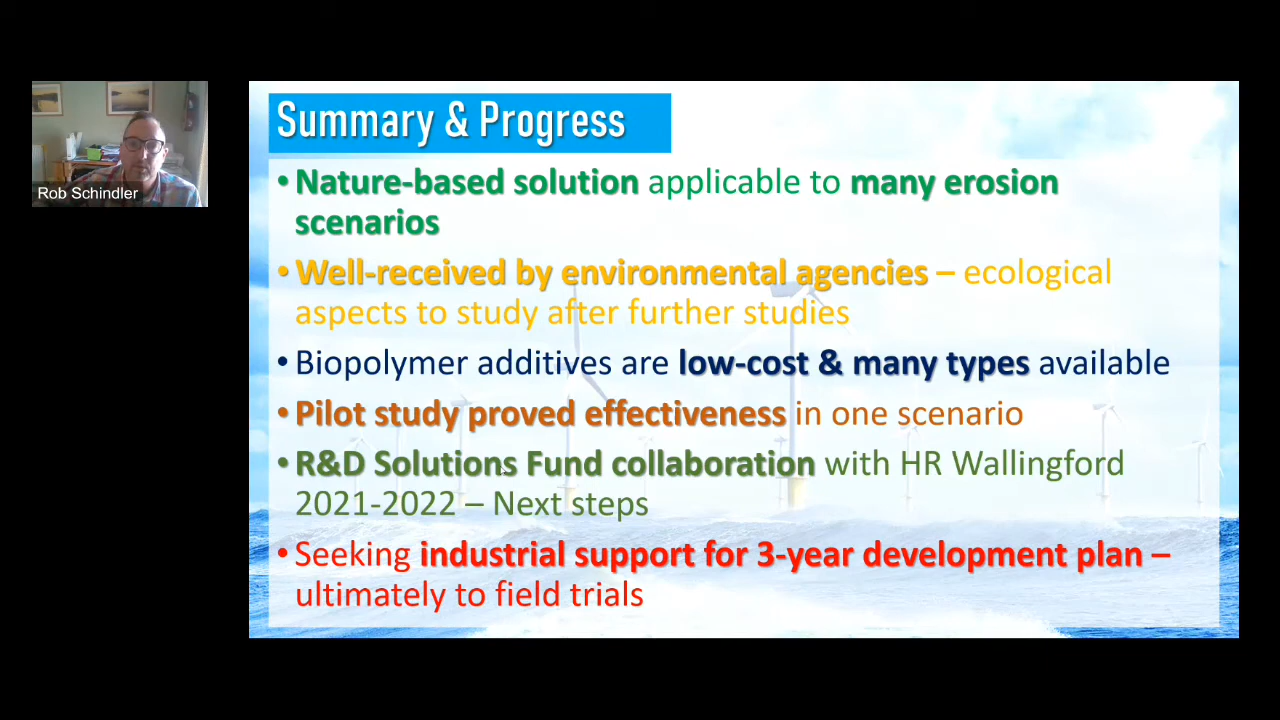 Summary & Progress
Rob Schindler
• Nature-based solution applicable to many erosion
scenarios
• Well-received by environmental agencies – ecological
aspects to study after further studies
• Biopolymer additives are low-cost & many types available
• Pilot study proved effectiveness in one scenario
• R&D Solutions Fund collaboration with HR Wallingford
2021-2022 – Next steps
• Seeking industrial support for 3-year development plan –
ultimately to field trials